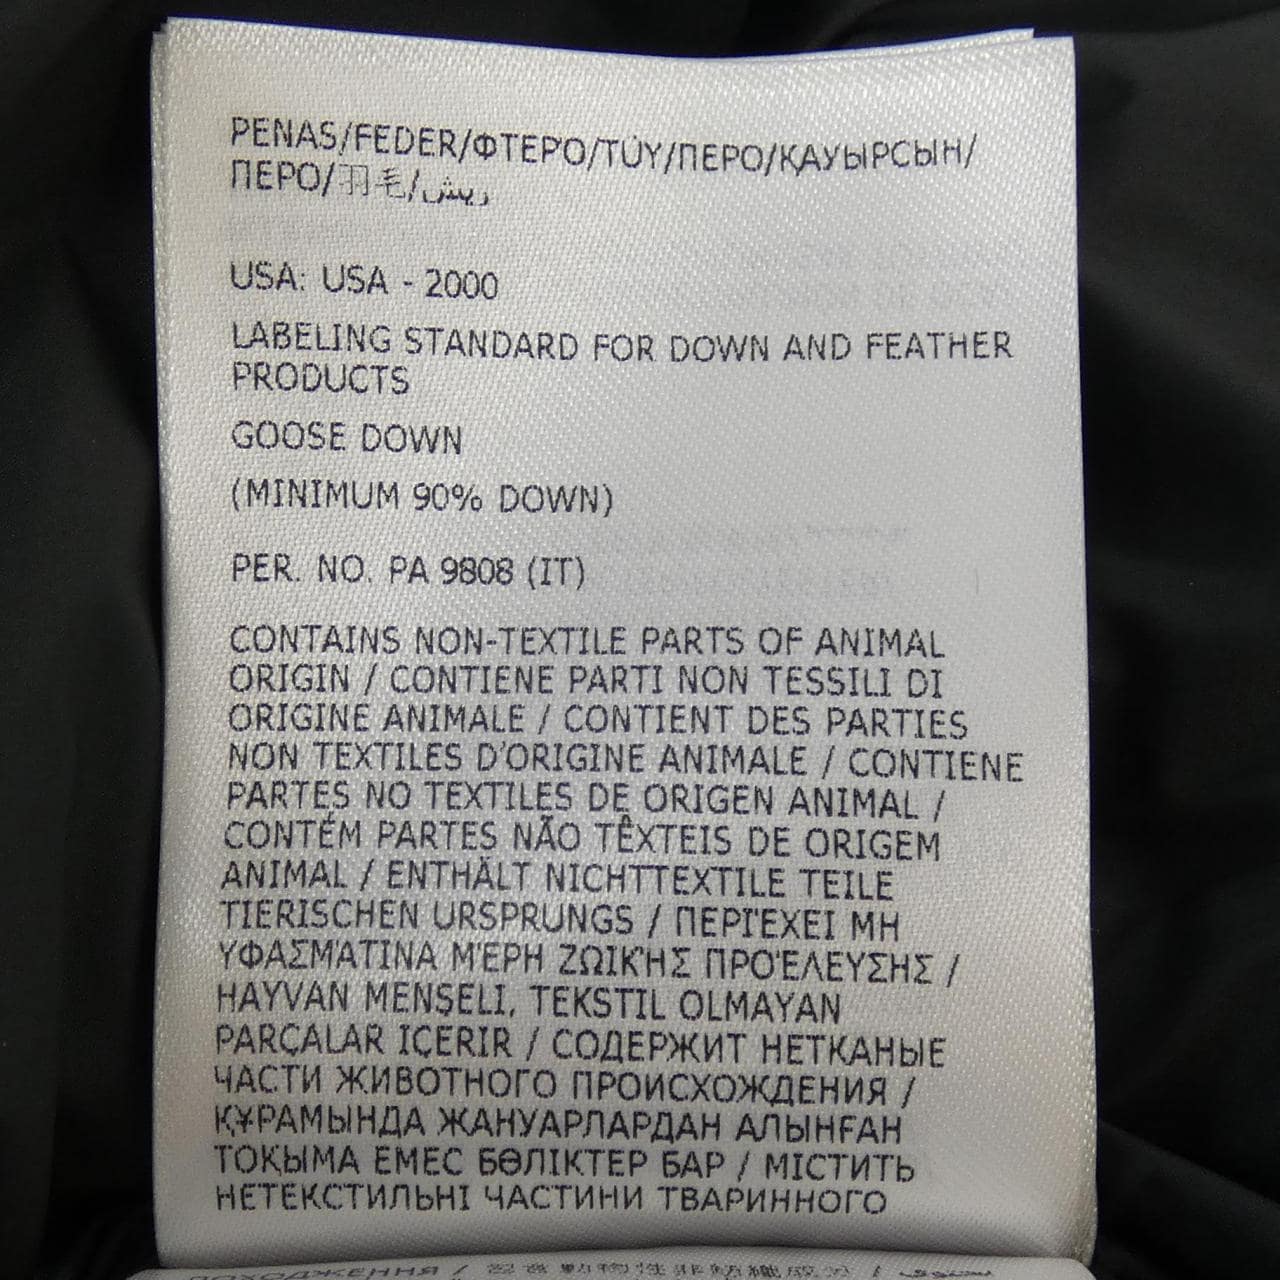 PENAS/FEDER/ΦΤΕΡΌ/TÜY/ПЕРО/ҚАУЫРСЫН/
ПЕРО/羽毛/ريش
USA: USA - 2000
LABELING STANDARD FOR DOWN AND FEATHER
PRODUCTS
GOOSE DOWN
(MINIMUM 90% DOWN)
PER. NO. PA 9808 (IT)
CONTAINS NON-TEXTILE PARTS OF ANIMAL
ORIGIN / CONTIENE PARTI NON TESSILI DI
ORIGINE ANIMALE / CONTIENT DES PARTIES
NON TEXTILES D'ORIGINE ANIMALE / CONTIENE
PARTES NO TEXTILES DE ORIGEN ANIMAL /
CONTÉM PARTES NÃO TÊXTEIS DE ORIGEM
ANIMAL / ENTHÄLT NICHTTEXTILE TEILE
TIERISCHEN URSPRUNGS / ΠΕΡΙΈΧΕΙ ΜΗ
ΥΦΑΣΜΆΤΙΝΑ ΜΈΡΗ ΖΩΙΚΉΣ ΠΡΟΈΛΕΥΣΗΣ /
HAYVAN MENŞELI, TEKSTIL OLMAYAN
PARÇALAR IÇERIR / СОДЕРЖИТ НЕТКАНЫЕ
ЧАСТИ ЖИВОТНОГО ПРОИСХОЖДЕНИЯ /
ҚҰРАМЫНДА ЖАНУАРЛАРДАН АЛЫНҒАН
ТОҚЫМА ЕМЕС БӨЛІКТЕР БАР / МІСТИТЬ
НЕТЕКСТИЛЬНІ ЧАСТИНИ ТВАРИННОГО
ПОХОДЖЕННЯ /